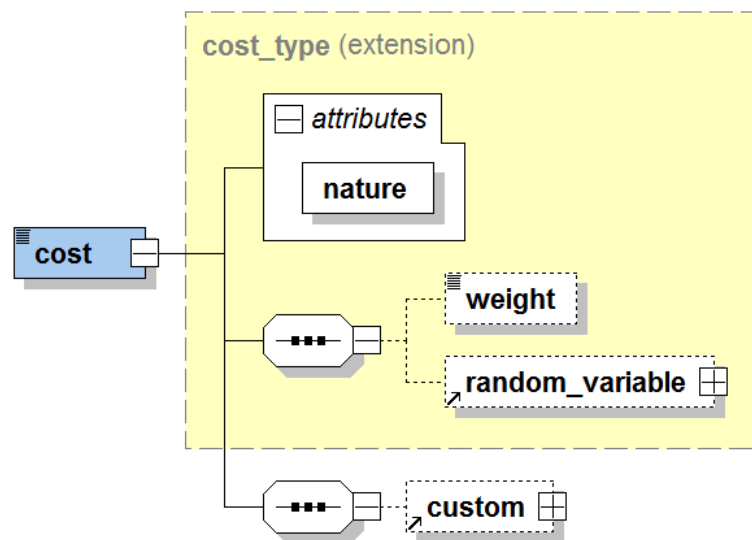 cost_type (extension)
attributes
nature
cost
weight
random_variable
custom